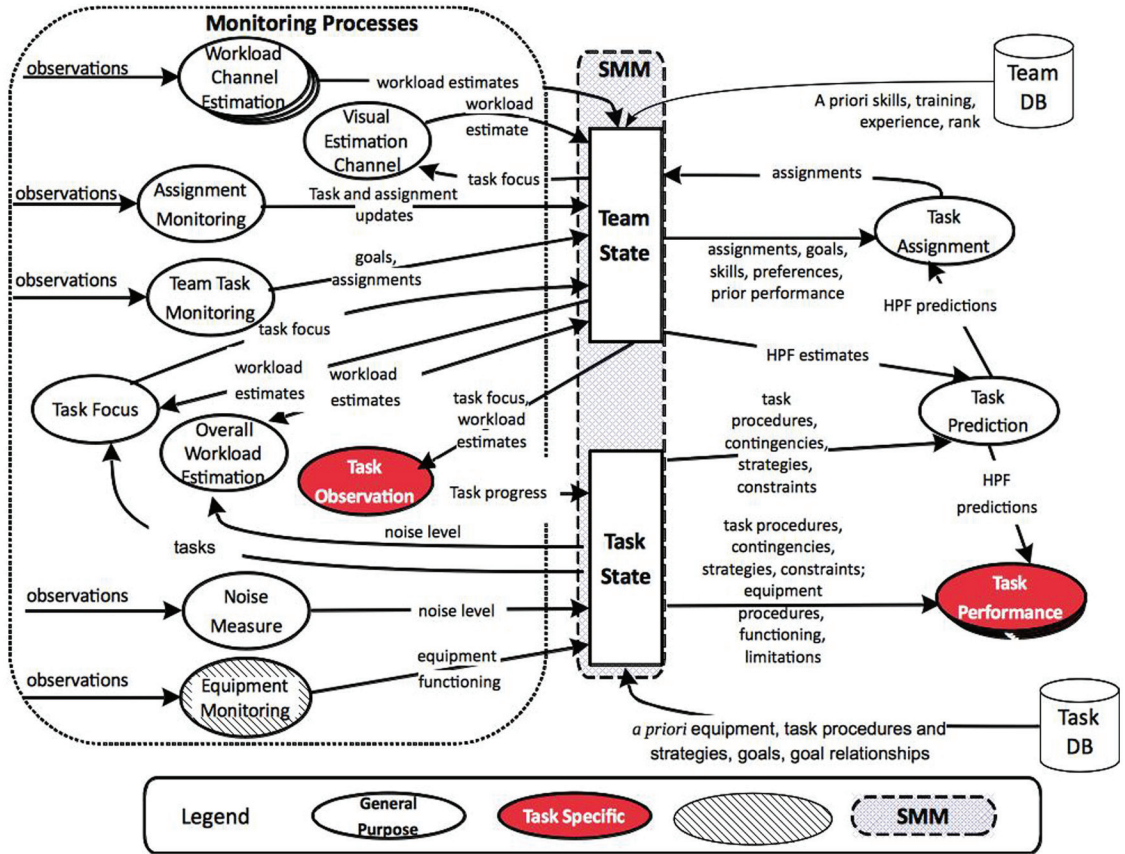 Monitoring Processes
observations
Workload
Channel
Estimation
workload estimates
SMM
Team
DB
A priori skills, training,
experience, rank
Visual
Estimation
Channel
workload
estimate
task focus
observations
Assignment
Monitoring
Task and assignment
updates
Team
State
assignments
Task
Assignment
assignments, goals,
skills, preferences,
prior performance
observations
Team Task
Monitoring
goals,
assignments
task focus
HPF predictions
HPF estimates
Task Focus
workload
estimates
workload
estimates
task focus,
workload
estimates
Task
Prediction
task
procedures,
contingencies,
strategies,
constraints
Overall
Workload
Estimation
Task
Observation
Task progress
HPF
predictions
noise level
tasks
Task
State
task procedures,
contingencies,
strategies, constraints;
equipment
procedures,
functioning,
limitations
Task
Performance
observations
Noise
Measure
noise level
observations
Equipment
Monitoring
equipment
functioning
a priori equipment, task procedures and
strategies, goals, goal relationships
Task
DB
Legend
General
Purpose
Task Specific
SMM